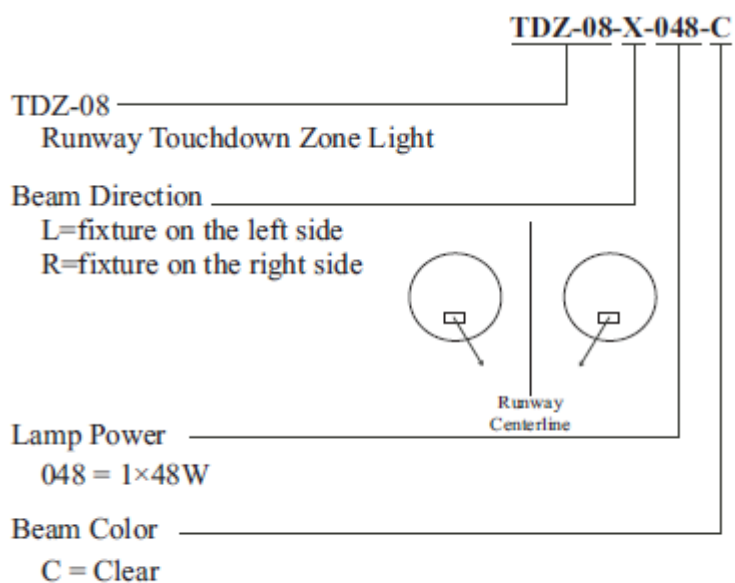 TDZ-08-X-048-C
TDZ-08
Runway Touchdown Zone Light
Beam Direction
L=fixture on the left side
R=fixture on the right side
Runway
Centerline
Lamp Power
048 = 1×48W
Beam Color
C = Clear